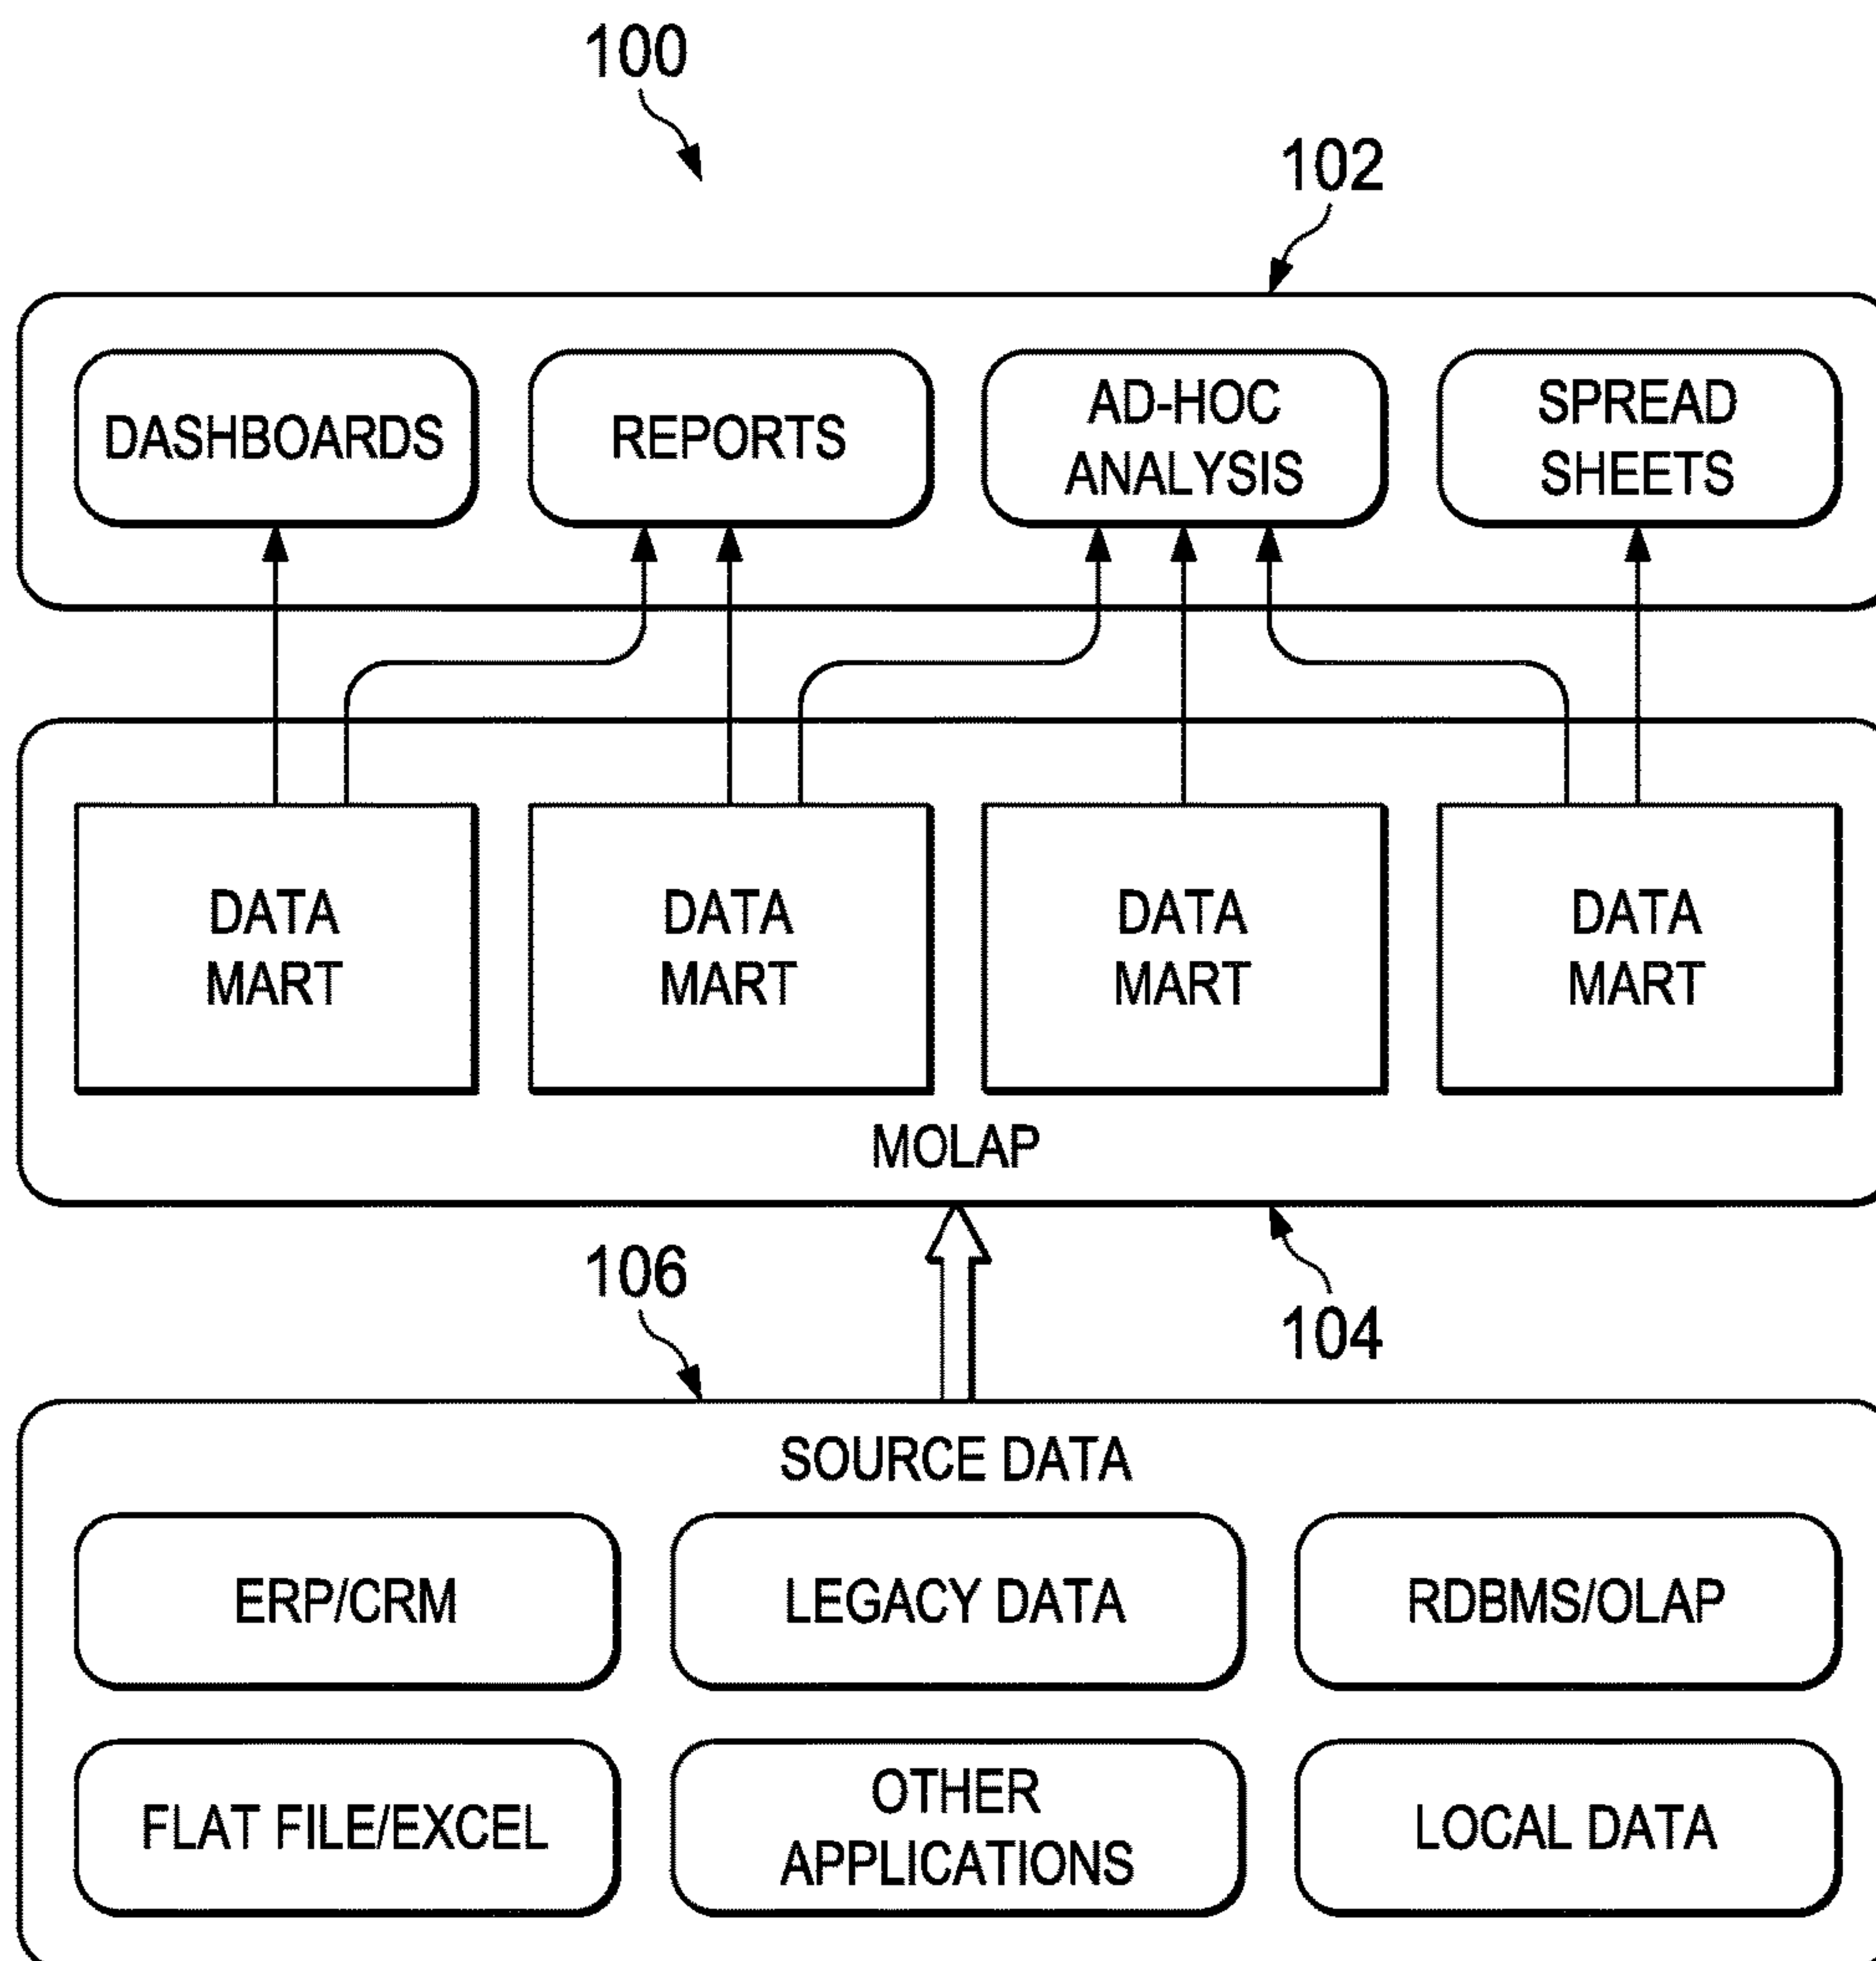 100
102
DASHBOARDS
REPORTS
AD-HOC
ANALYSIS
SPREAD
SHEETS
DATA
MART
DATA
MART
DATA
MART
DATA
MART
MOLAP
106
104
SOURCE DATA
ERP/CRM
LEGACY DATA
RDBMS/OLAP
FLAT FILE/EXCEL
OTHER
APPLICATIONS
LOCAL DATA